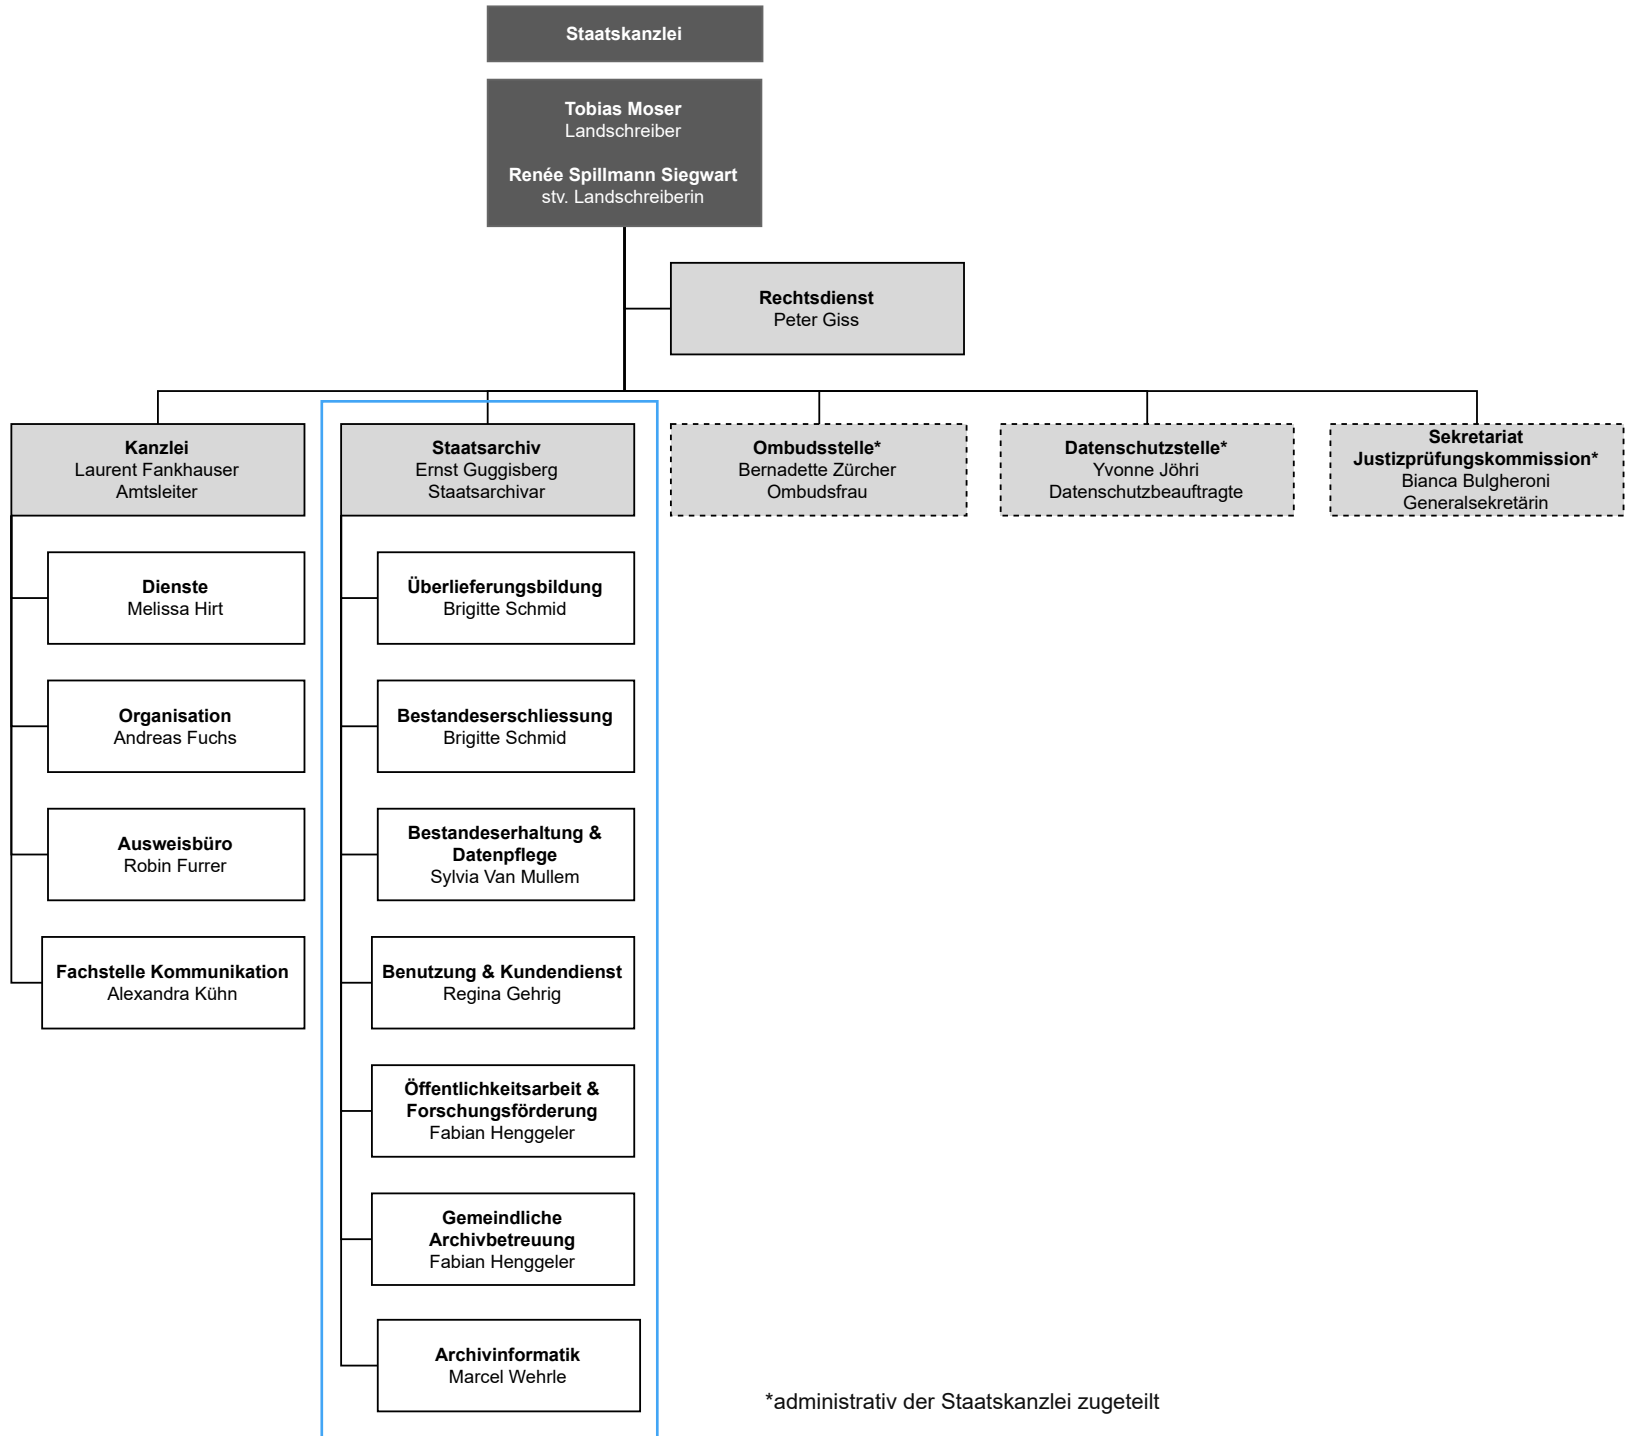 Staatskanzlei
Tobias Moser
Landschreiber
Renée Spillmann Siegwart
stv. Landschreiberin
Rechtsdienst
Peter Giss
Kanzlei
Laurent Fankhauser
Amtsleiter
Dienste
Melissa Hirt
Organisation
Andreas Fuchs
Ausweisbüro
Robin Furrer
Fachstelle Kommunikation
Alexandra Kühn
Staatsarchiv
Ernst Guggisberg
Staatsarchivar
Überlieferungsbildung
Brigitte Schmid
Bestandeserschliessung
Brigitte Schmid
Bestandeserhaltung &
Datenpflege
Sylvia Van Mullem
Benutzung & Kundendienst
Regina Gehrig
Öffentlichkeitsarbeit &
Forschungsförderung
Fabian Henggeler
Gemeindliche
Archivbetreuung
Fabian Henggeler
Archivinformatik
Marcel Wehrle
Ombudsstelle*
Bernadette Zürcher
Ombudsfrau
Datenschutzstelle*
Yvonne Jöhri
Datenschutzbeauftragte
Sekretariat
Justizprüfungskommission*
Bianca Bulgheroni
Generalsekretärin
*administrativ der Staatskanzlei zugeteilt